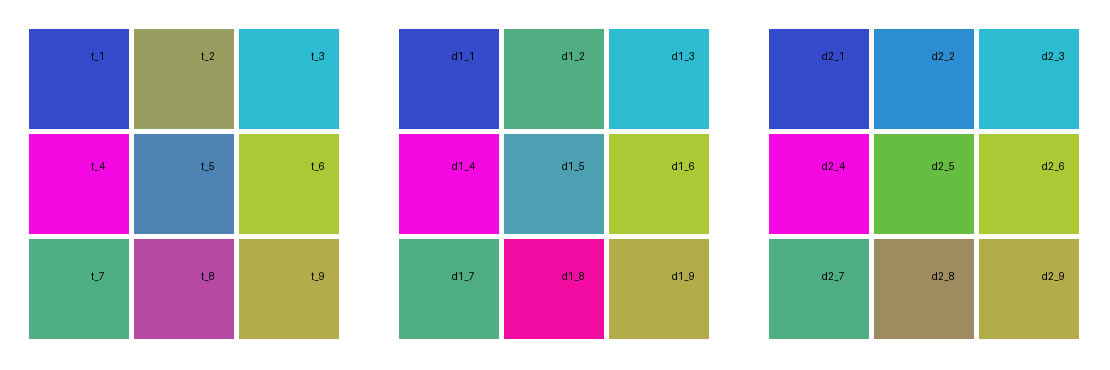 t_1 t_2 t_3 d1_1 d1_2 d1_3 d2_1 d2_2 d2_3
t_4 t_5 t_6 d1_4 d1_5 d1_6 d2_4 d2_5 d2_6
t_7 t_8 t_9 d1_7 d1_8 d1_9 d2_7 d2_8 d2_9